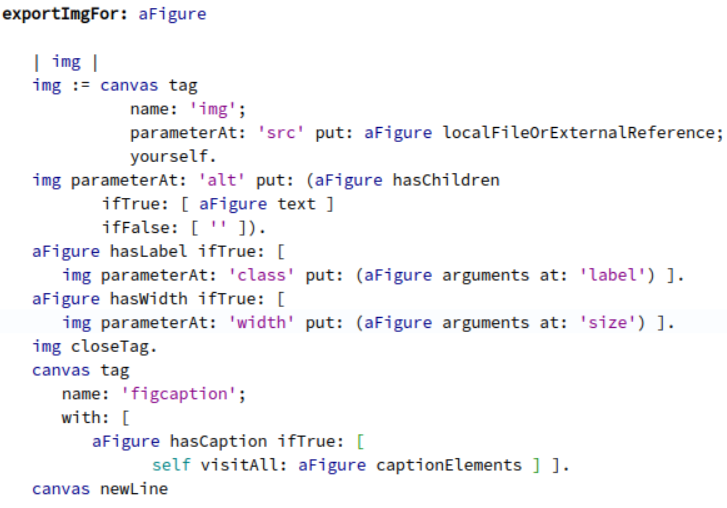 exportImgFor: aFigure
| img |
img := canvas tag
name: 'img';
parameterAt: 'src' put: aFigure localFileOrExternalReference;
yourself.
img parameterAt: 'alt' put: (aFigure hasChildren
ifTrue: [ aFigure text ]
ifFalse: [ '' ]).
aFigure hasLabel ifTrue: [
img parameterAt: 'class' put: (aFigure arguments at: 'label') ].
aFigure hasWidth ifTrue: [
img parameterAt: 'width' put: (aFigure arguments at: 'size') ].
img closeTag.
canvas tag
name: 'figcaption';
with: [
aFigure hasCaption ifTrue: [
self visitAll: aFigure captionElements ] ].
canvas newLine